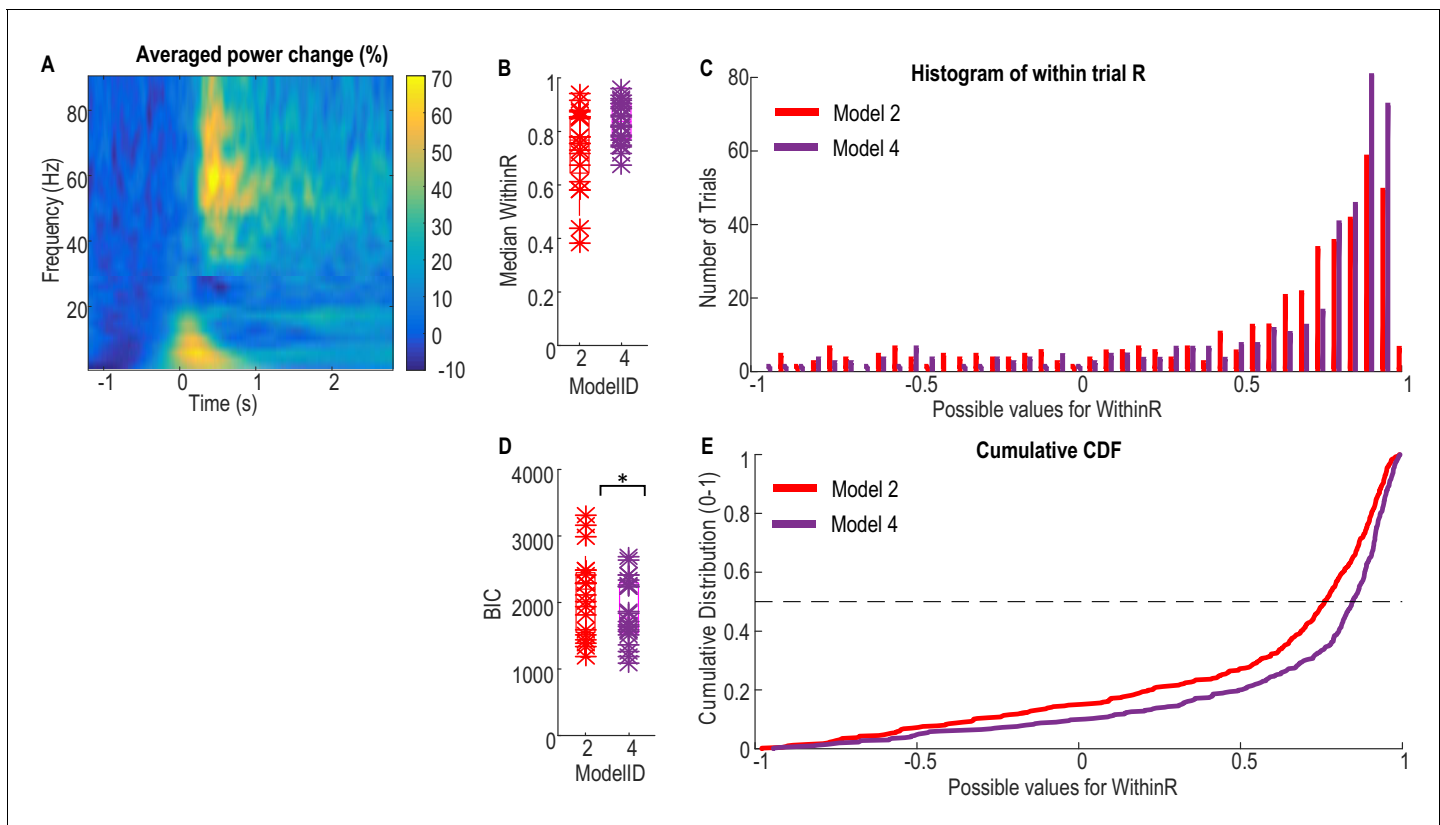 A
Averaged power change (%)
80
60
40
20
Frequency (Hz)
-1
0
1
2
Time (s)
70
60
50
40
30
20
10
0
-10
B
1
0.8
0.6
0.4
0.2
0
Median WithinR
2 4
ModelID
C
Histogram of within trial R
Model 2
Model 4
80
60
40
20
0
Number of Trials
-1
-0.5
0
0.5
1
Possible values for WithinR
D
*
4000
3000
2000
1000
0
BIC
2 4
ModelID
E
Cumulative CDF
Model 2
Model 4
1
0.8
0.6
0.4
0.2
0
Cumulative Distribution (0-1)
-1
-0.5
0
0.5
1
Possible values for WithinR